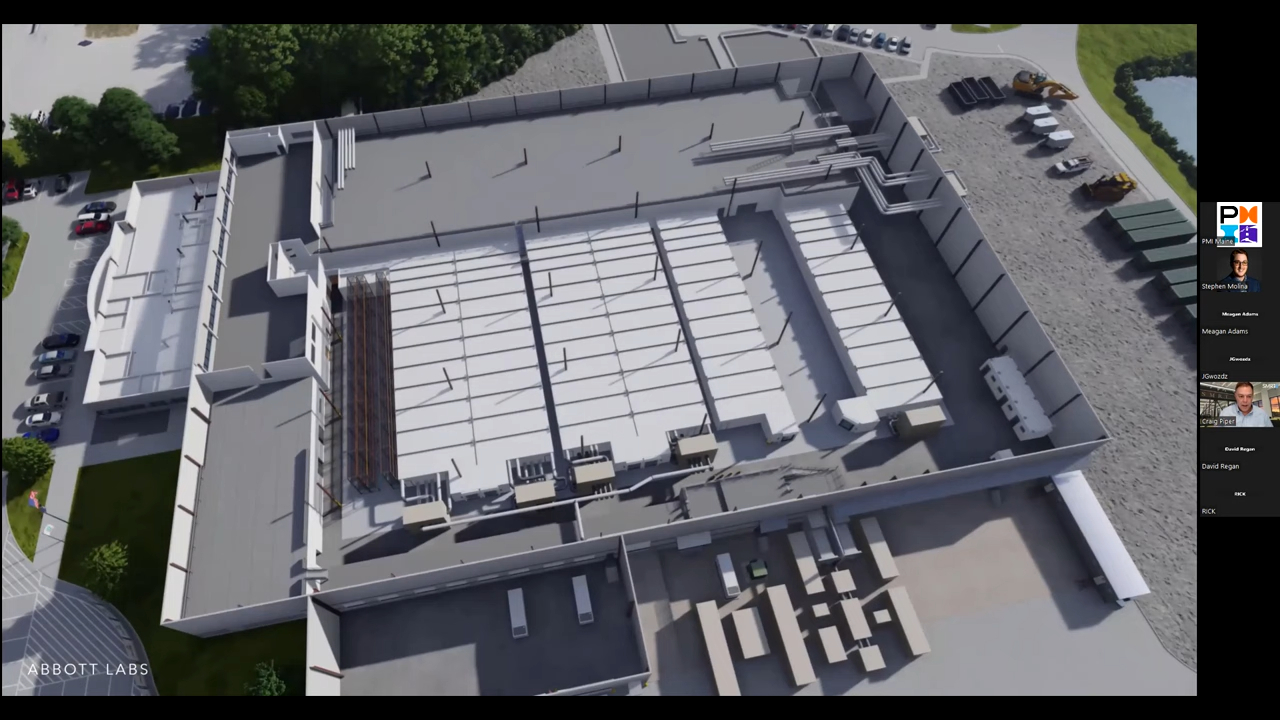 ABBOTT LABS
PM
PMI Maine
Stephen Molina
Meagan Adams
Meagan Adams
JGwozdz
JGwozdz
Craig Piper
David Regan
David Regan
RICK
RICK